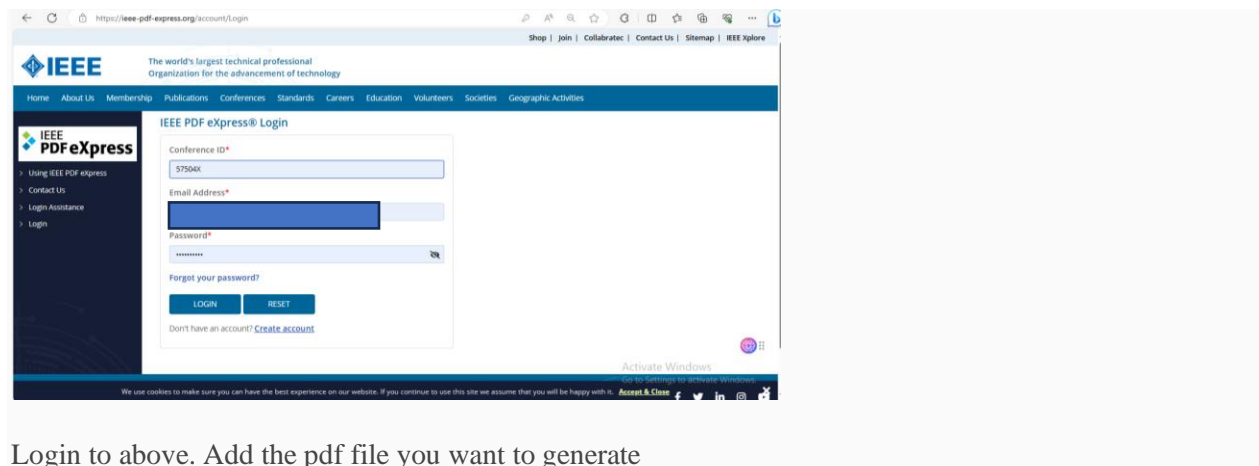 https://ieee-pdf-express.org/account/Login
Shop | Join | Collabratec | Contact Us | Sitemap | IEEE Xplore
IEEE
The world's largest technical professional
Organization for the advancement of technology
Home About Us Membership Publications Conferences Standards Careers Education Volunteers Societies Geographic Activities
IEEE
PDF eXpress
> Using IEEE PDF eXpress
> Contact Us
> Login Assistance
> Login
IEEE PDF eXpress® Login
Conference ID*
57504X
Email Address*
Password*
••••••••••
Forgot your password?
LOGIN RESET
Don't have an account? Create account
Activate Windows
Go to Settings to activate Windows.
We use cookies to make sure you can have the best experience on our website. If you continue to use this site we assume that you will be happy with it. Accept & Close
Login to above. Add the pdf file you want to generate